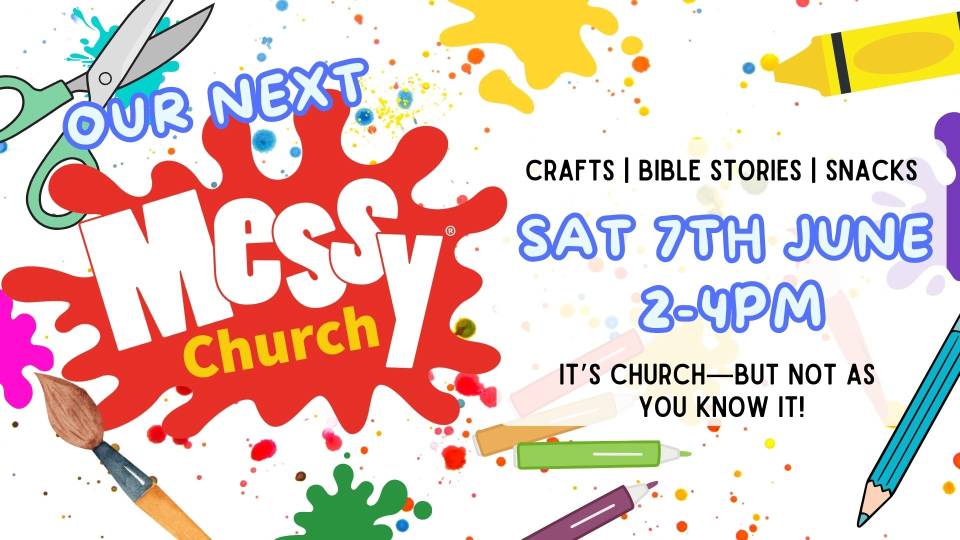 OUR NEXT
Messy®
Church
CRAFTS | BIBLE STORIES | SNACKS
SAT 7TH JUNE
2-4PM
IT'S CHURCH—BUT NOT AS
YOU KNOW IT!